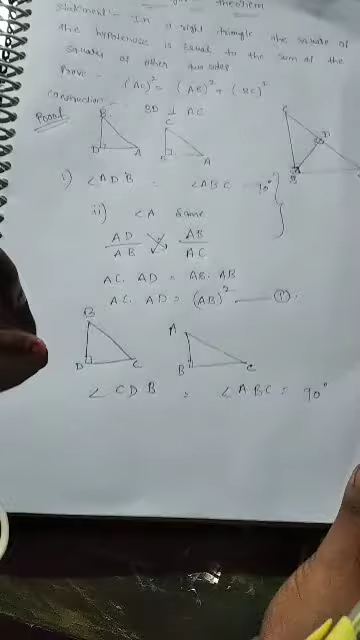 theorem
Statement:- In a right triangle the square of
the hypotenuse is equal to the sum of the
squares of other two sides
Prove - (AC)² = (AB)² + (BC)²
Construction:- BD ⊥ AC
Proof
B D A
C A
C D B
i) ∠ADB = ∠ABC = 90°
ii) ∠A same
AD/AB AB/AC
AC. AD = AB. AB
AC. AD = (AB)² —— ①.
B D C
A B C
∠CDB = ∠ABC = 90°